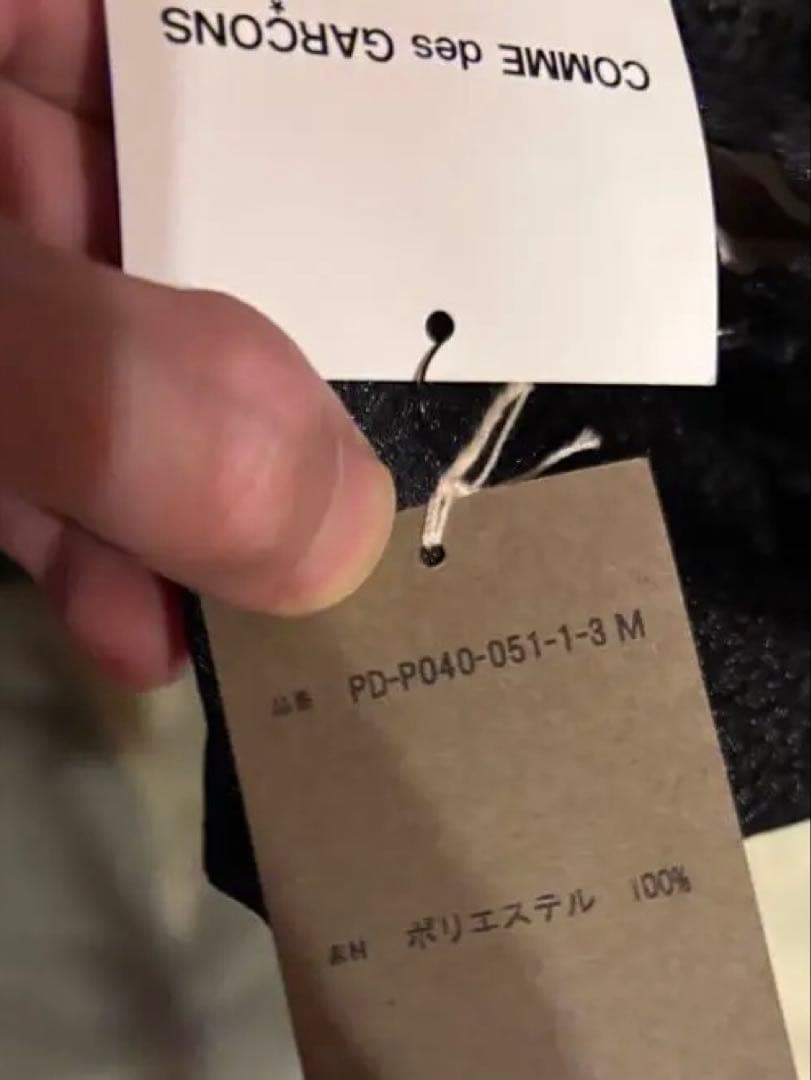 COMME des GARÇONS
品番 PD-P040-051-1-3 M
素材 ポリエステル 100%